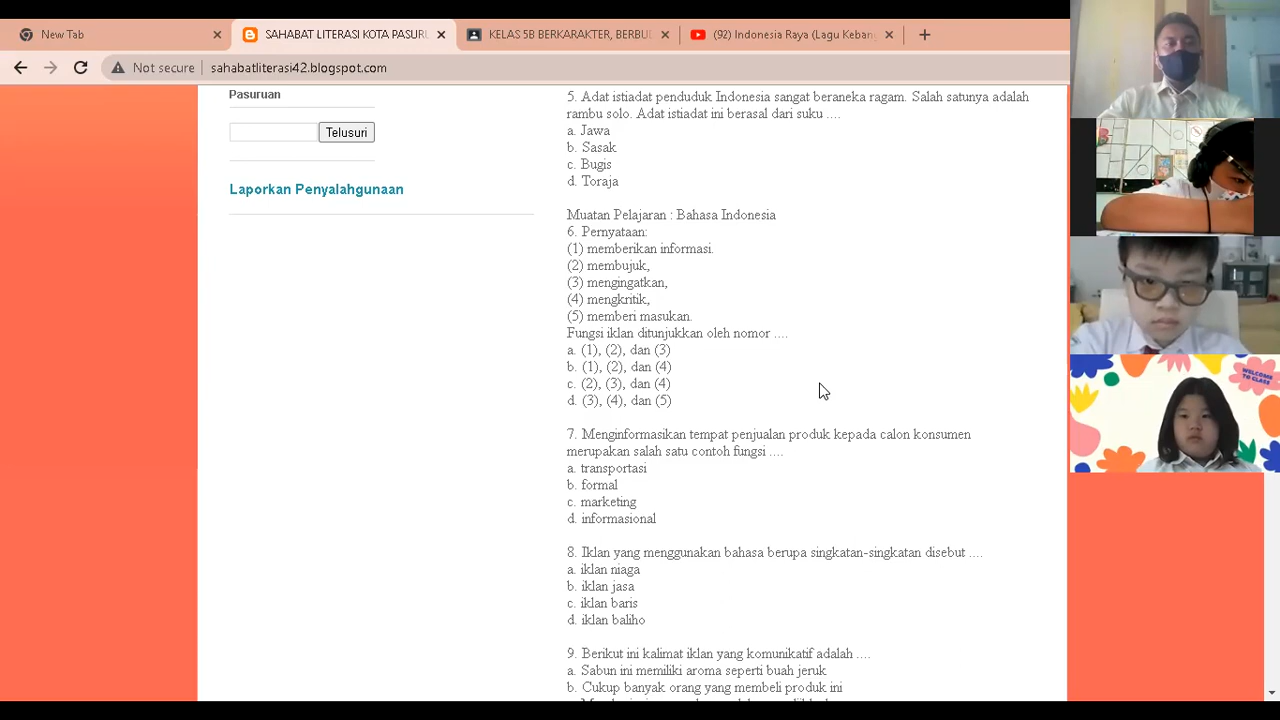 New Tab
SAHABAT LITERASI KOTA PASURU
KELAS 5B BERKARAKTER, BERBU
(92) Indonesia Raya (Lagu Kebang
Not secure
sahabatliterasi42.blogspot.com
Pasuruan
Telusuri
Laporkan Penyalahgunaan
5. Adat istiadat penduduk Indonesia sangat beraneka ragam. Salah satunya adalah
rambu solo. Adat istiadat ini berasal dari suku ....
a. Jawa
b. Sasak
c. Bugis
d. Toraja
Muatan Pelajaran : Bahasa Indonesia
6. Pernyataan:
(1) memberikan informasi.
(2) membujuk,
(3) mengingatkan,
(4) mengkritik,
(5) memberi masukan.
Fungsi iklan ditunjukkan oleh nomor ....
a. (1), (2), dan (3)
b. (1), (2), dan (4)
c. (2), (3), dan (4)
d. (3), (4), dan (5)
7. Menginformasikan tempat penjualan produk kepada calon konsumen
merupakan salah satu contoh fungsi ....
a. transportasi
b. formal
c. marketing
d. informasional
8. Iklan yang menggunakan bahasa berupa singkatan-singkatan disebut ....
a. iklan niaga
b. iklan jasa
c. iklan baris
d. iklan baliho
9. Berikut ini kalimat iklan yang komunikatif adalah ....
a. Sabun ini memiliki aroma seperti buah jeruk
b. Cukup banyak orang yang membeli produk ini
WELCOME
TO CLASS